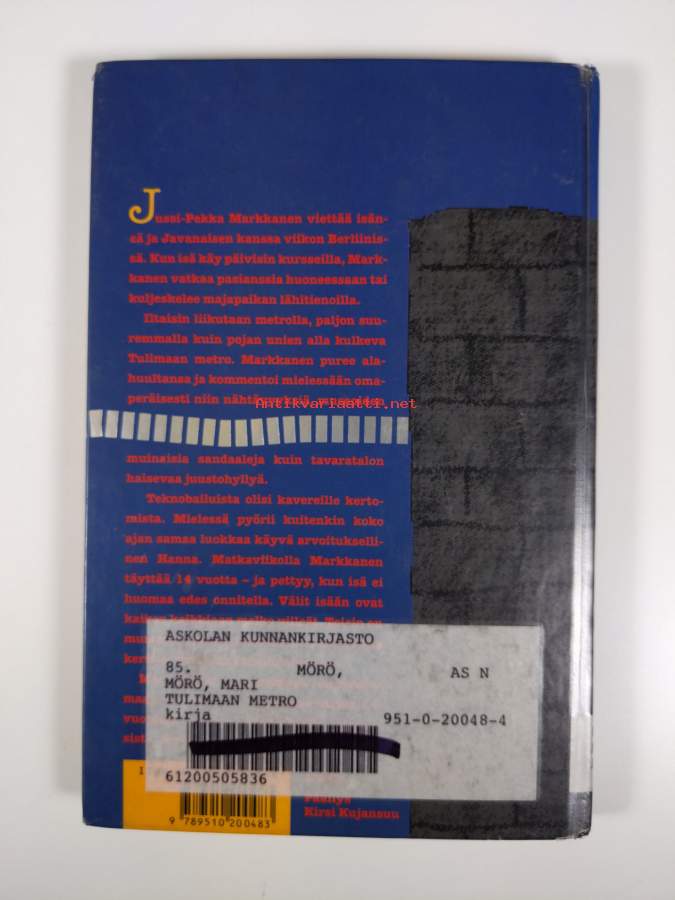 Jussi-Pekka Markkanen viettää isän-
sä ja Javanaisen kanssa viikon Berliinis-
sä. Kun isä käy päivisin kursseilla, Mark-
kanen vatkaa pasianssia huoneessaan tai
kuljeskelee majapaikan lähitienoilla.
Iltaisin liikutaan metrolla, paljon suu-
remmalla kuin pojan unien alla kulkeva
Tulimaan metro. Markkanen puree ala-
huultansa ja kommentoi mielessään oma-
peräisesti niin nähtävyyksiä, museoiden
antikvariaatti.net
muinaisia sandaaleja kuin tavaratalon
haisevaa juustohyllyä.
Teknobailuista olisi kavereille kerto-
mista. Mielessä pyörii kuitenkin koko
ajan samaa luokkaa käyvä arvoitukselli-
nen Hanna. Matkaviikolla Markkanen
täyttää 14 vuotta – ja pettyy, kun isä ei
huomaa edes onnitella. Välit isään ovat
ASKOLAN KUNNANKIRJASTO
85. MÖRÖ, AS N
MÖRÖ, MARI
TULIMAAN METRO
kirja 951-0-20048-4
61200505836
Päällys
Kirsi Kujansuu
9 789510 200483